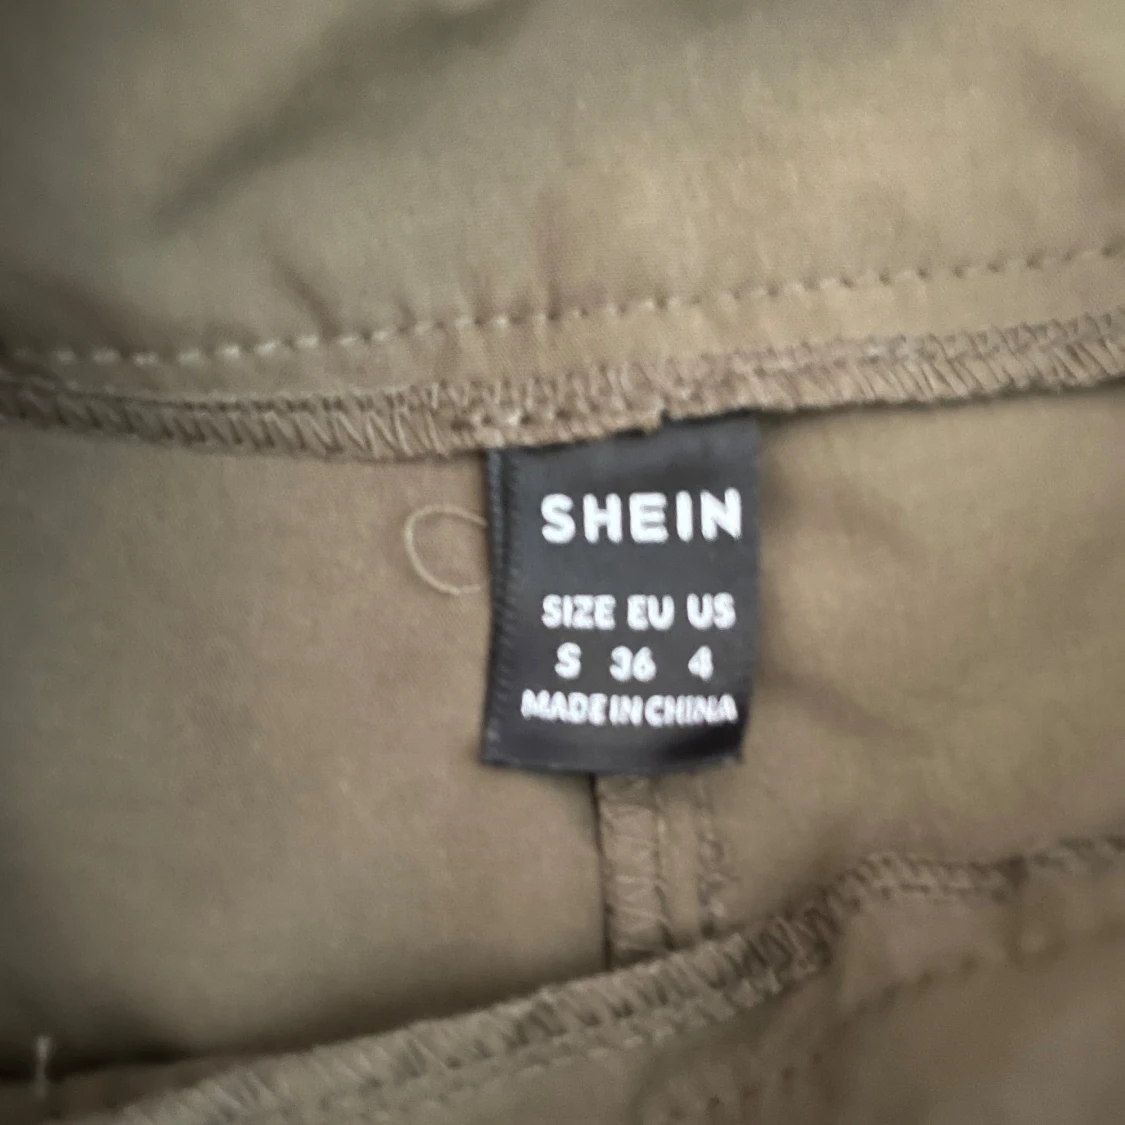 SHEIN
SIZE EU US
S 36 4
MADE IN CHINA